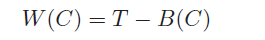 W(C) = T − B(C)